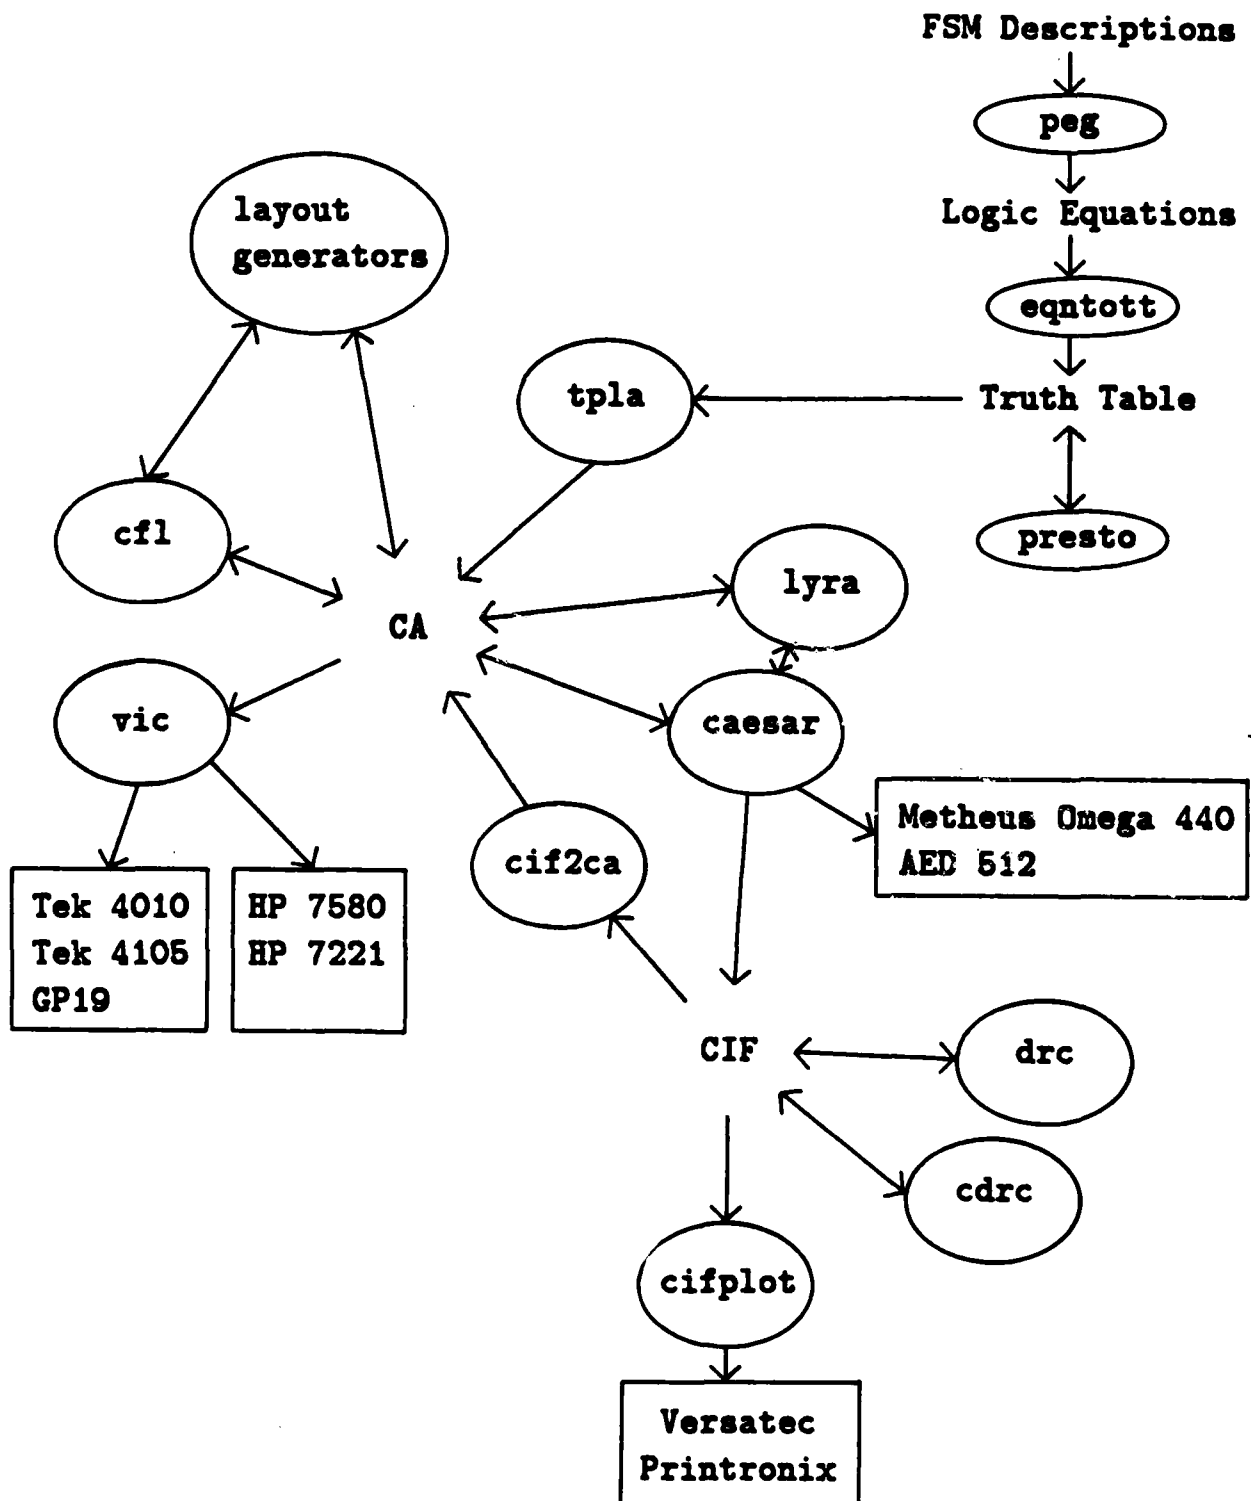 FSM Descriptions
peg
Logic Equations
eqntott
Truth Table
presto
layout
generators
tpla
cfl
lyra
CA
vic
caesar
Metheus Omega 440
AED 512
cif2ca
Tek 4010
Tek 4105
GP19
HP 7580
HP 7221
CIF
drc
cdrc
cifplot
Versatec
Printronix